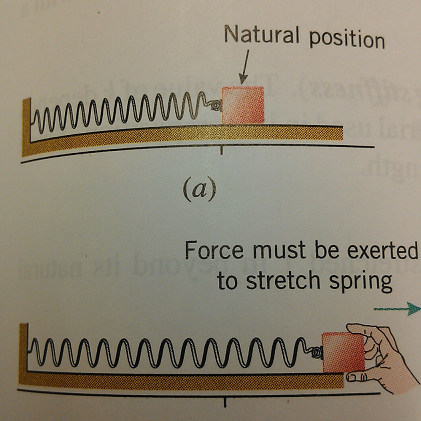 Natural position
(a)
Force must be exerted
to stretch spring